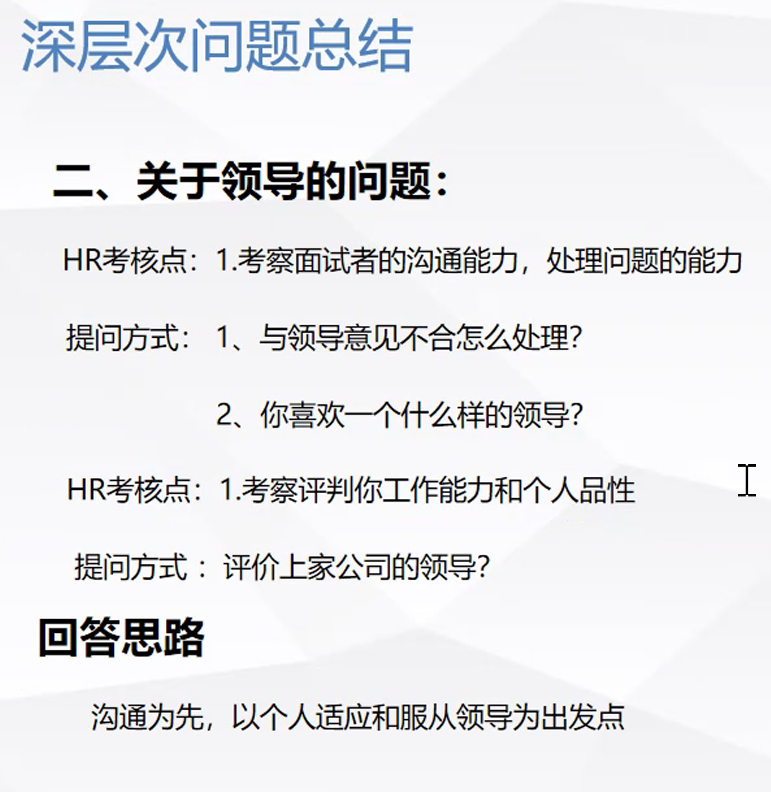 深层次问题总结
二、关于领导的问题：
HR考核点：1.考察面试者的沟通能力，处理问题的能力
提问方式： 1、与领导意见不合怎么处理?
2、你喜欢一个什么样的领导?
HR考核点：1.考察评判你工作能力和个人品性
提问方式 ：评价上家公司的领导?
回答思路
沟通为先，以个人适应和服从领导为出发点